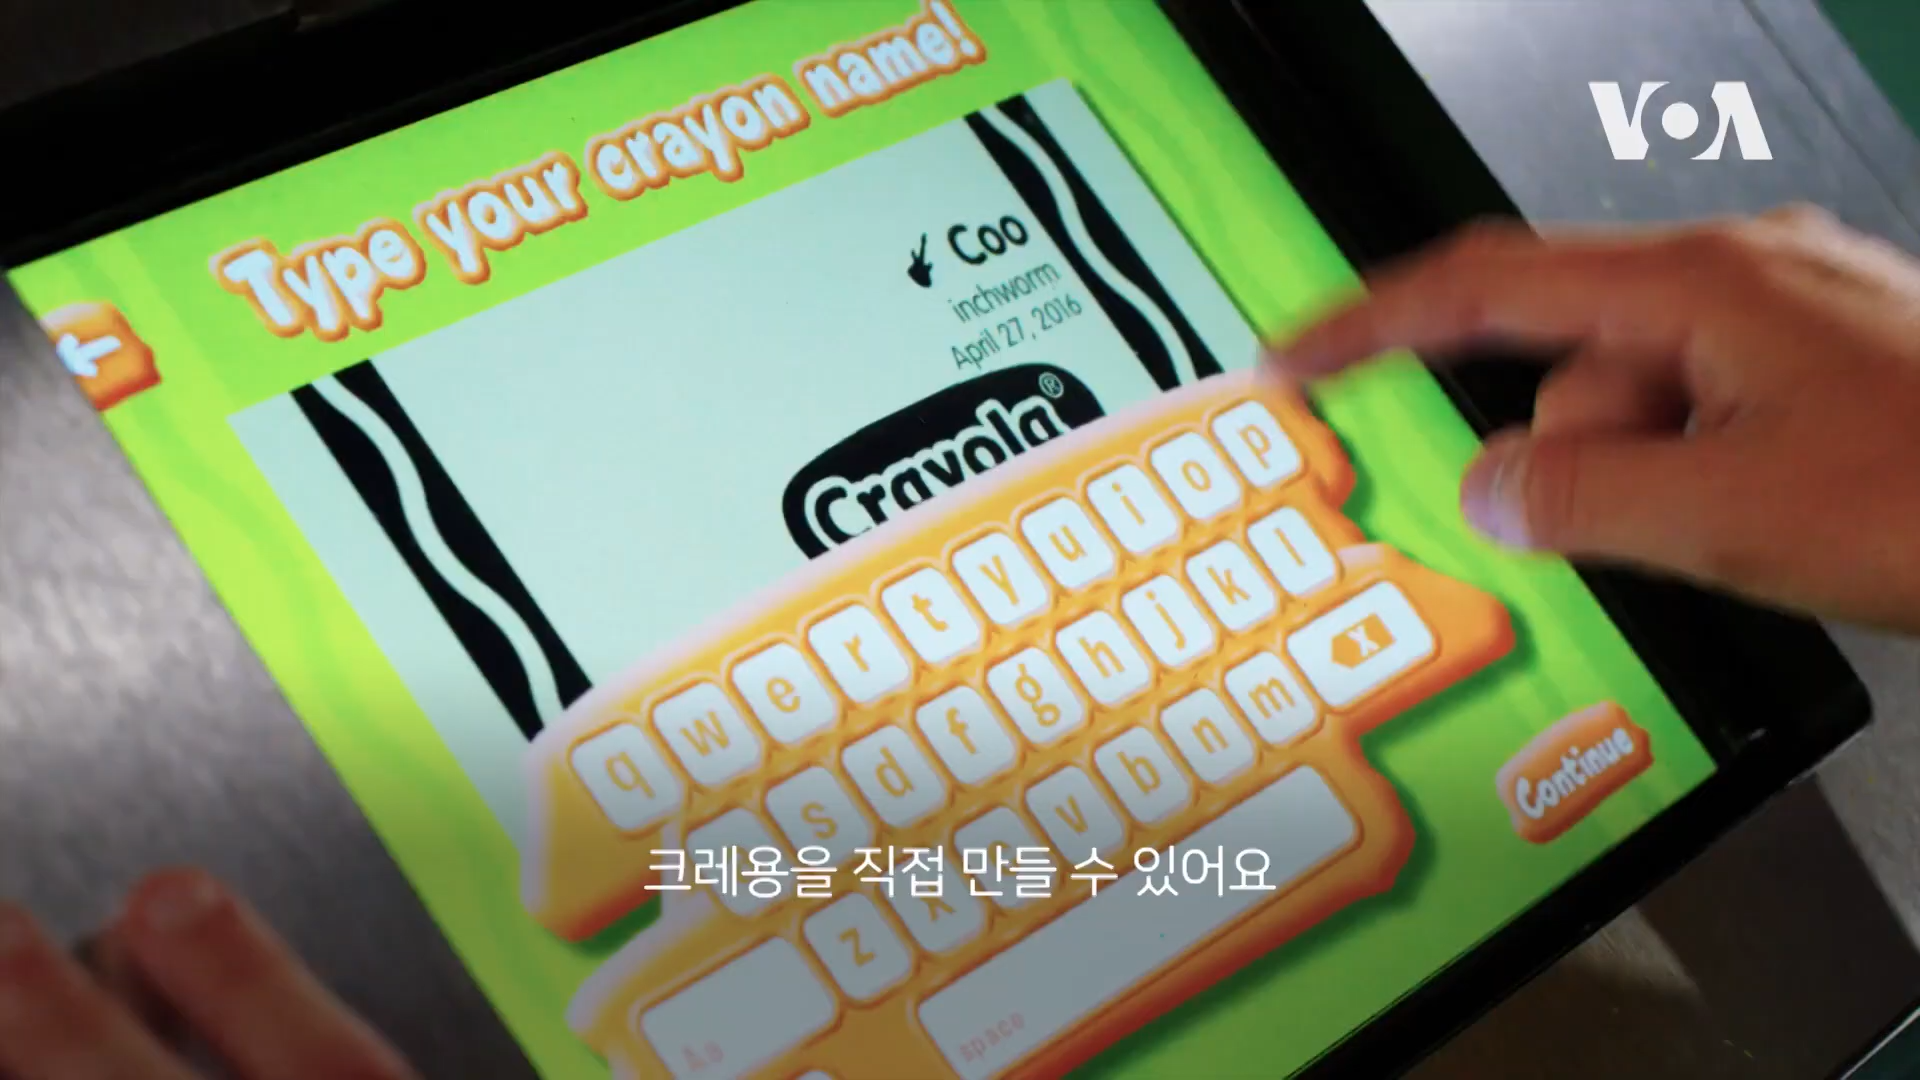 Type your crayon name!
VOA
Coo
inchworm
April 27, 2016
Crayola®
q w e r t y u i o p
s d f g h j k l
z x c v b n m X
Aa
space
Continue
크레용을 직접 만들 수 있어요